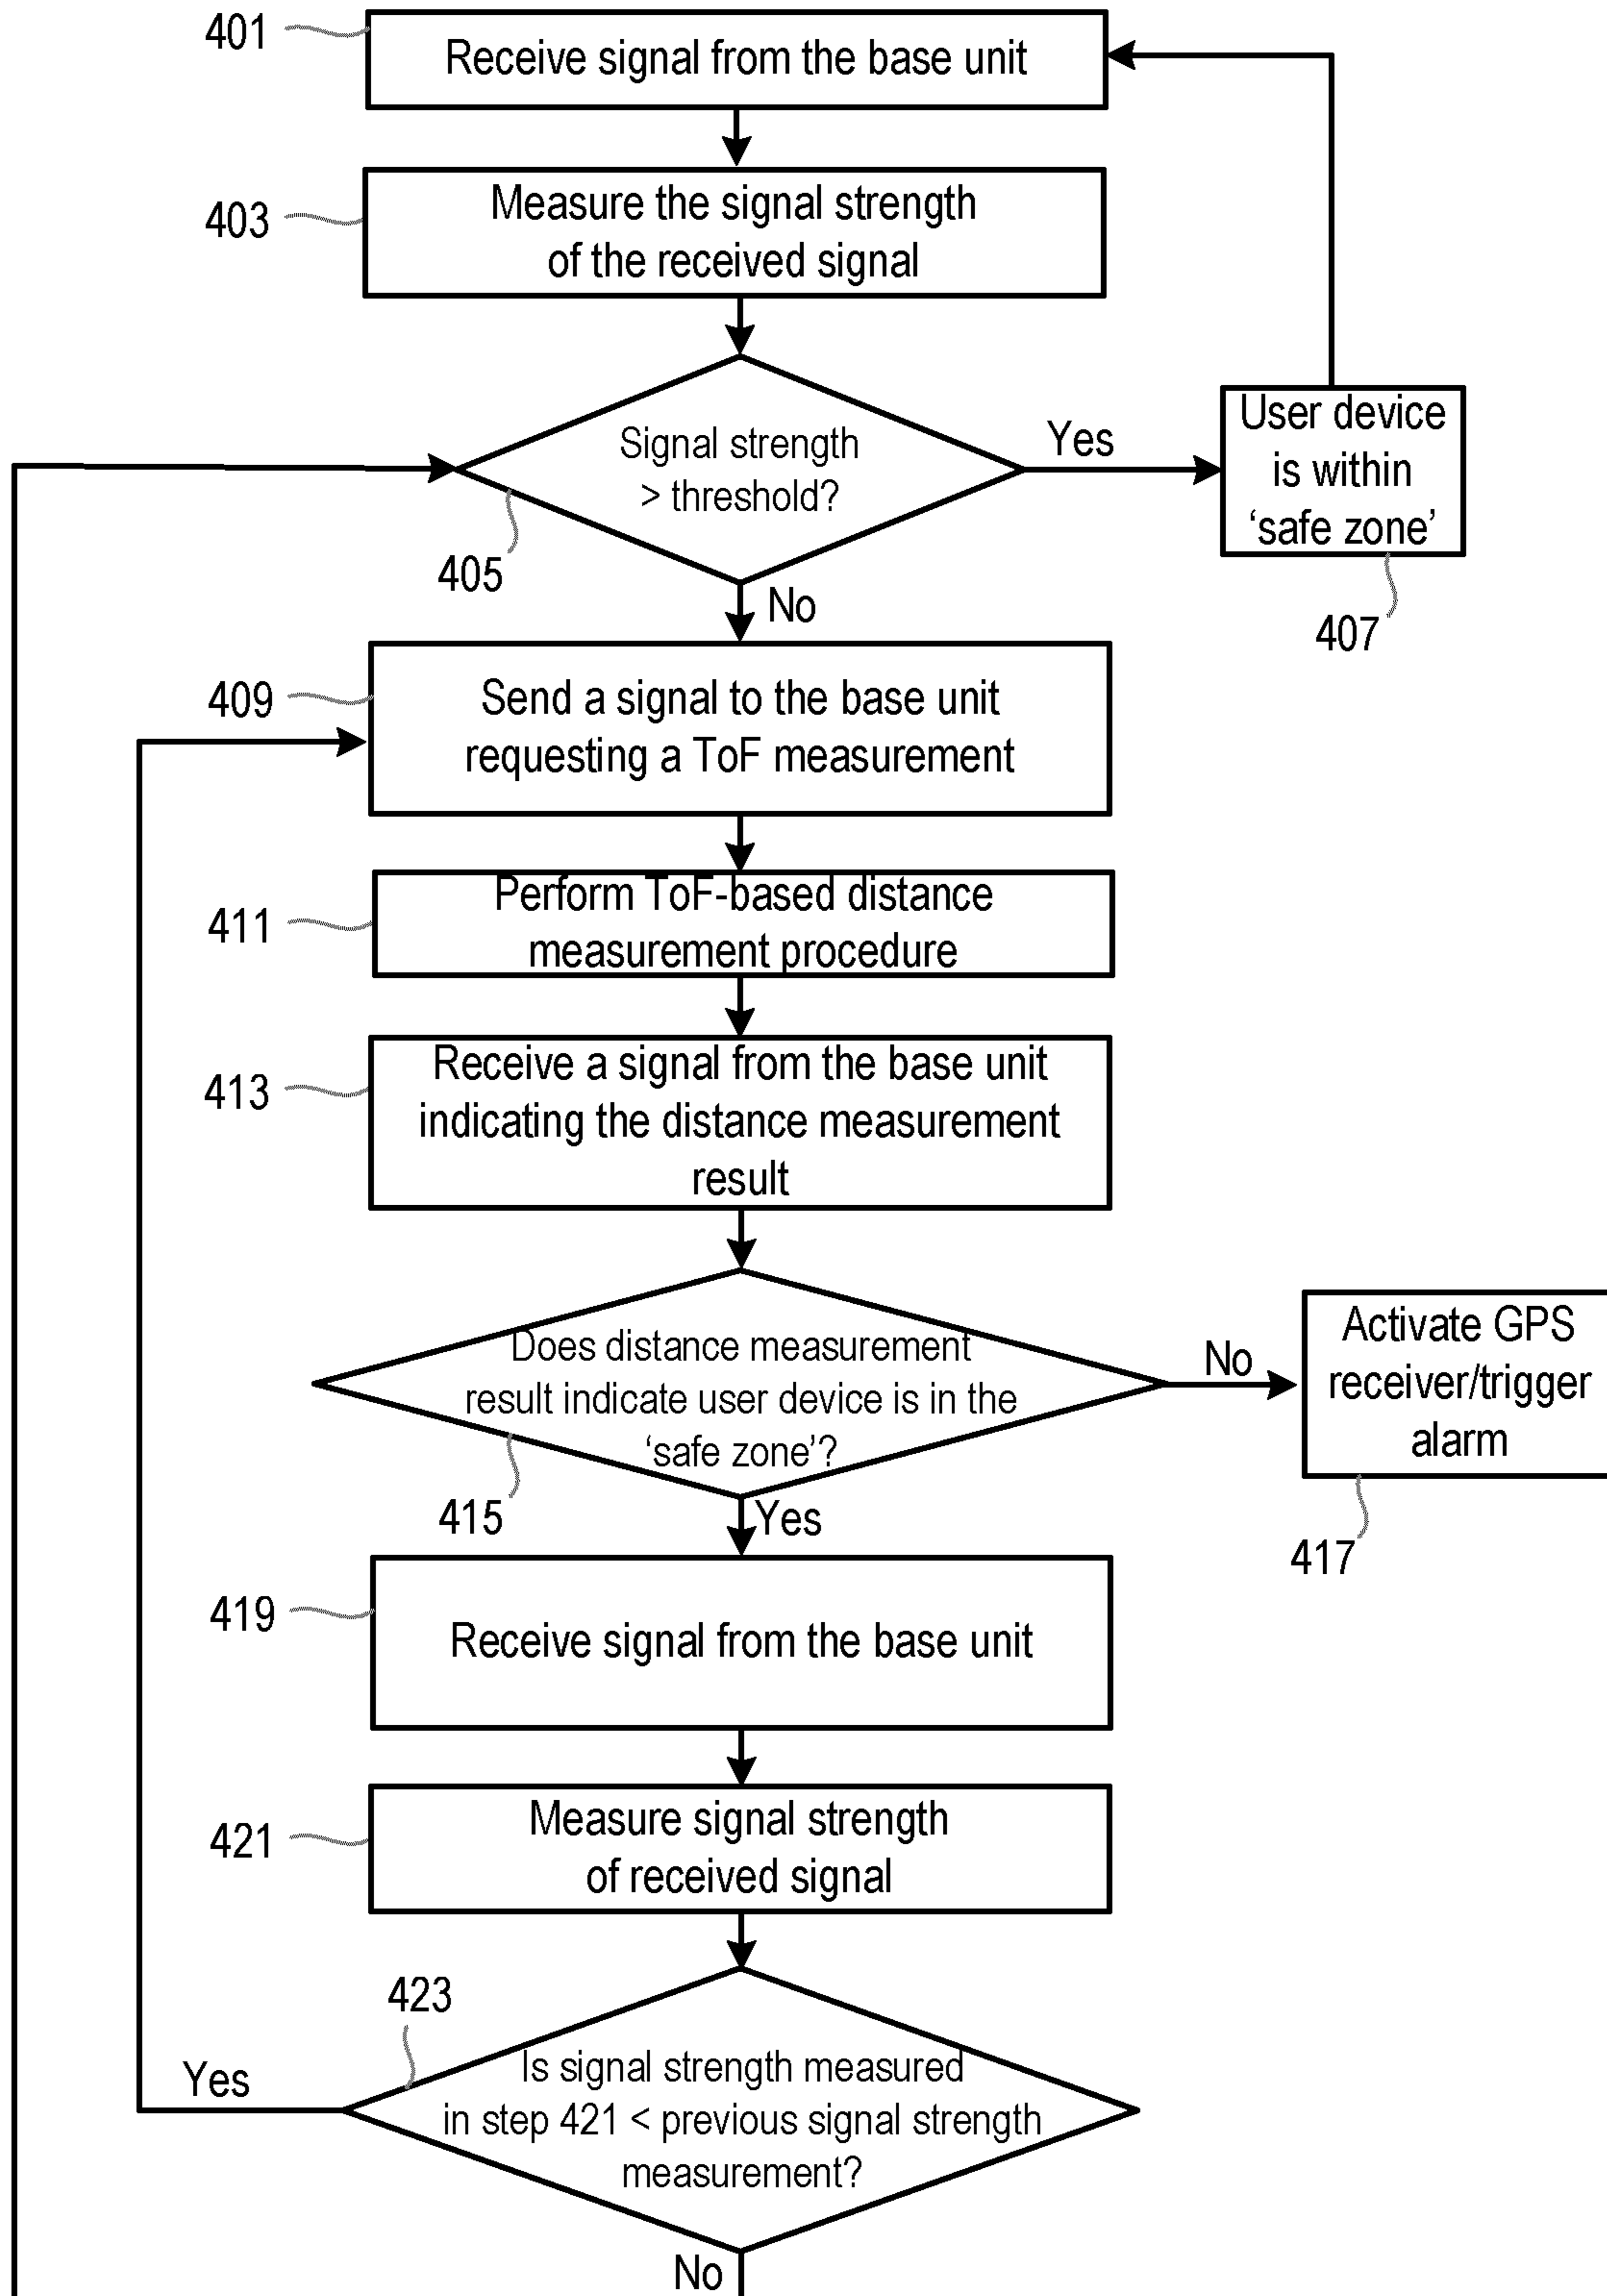 401
Receive signal from the base unit
403
Measure the signal strength
of the received signal
Signal strength
> threshold?
405
Yes
User device
is within
‘safe zone’
407
No
409
Send a signal to the base unit
requesting a ToF measurement
411
Perform ToF-based distance
measurement procedure
413
Receive a signal from the base unit
indicating the distance measurement
result
Does distance measurement
result indicate user device is in the
‘safe zone’?
415
No
Activate GPS
receiver/trigger
alarm
417
Yes
419
Receive signal from the base unit
421
Measure signal strength
of received signal
423
Is signal strength measured
in step 421 < previous signal strength
measurement?
Yes
No